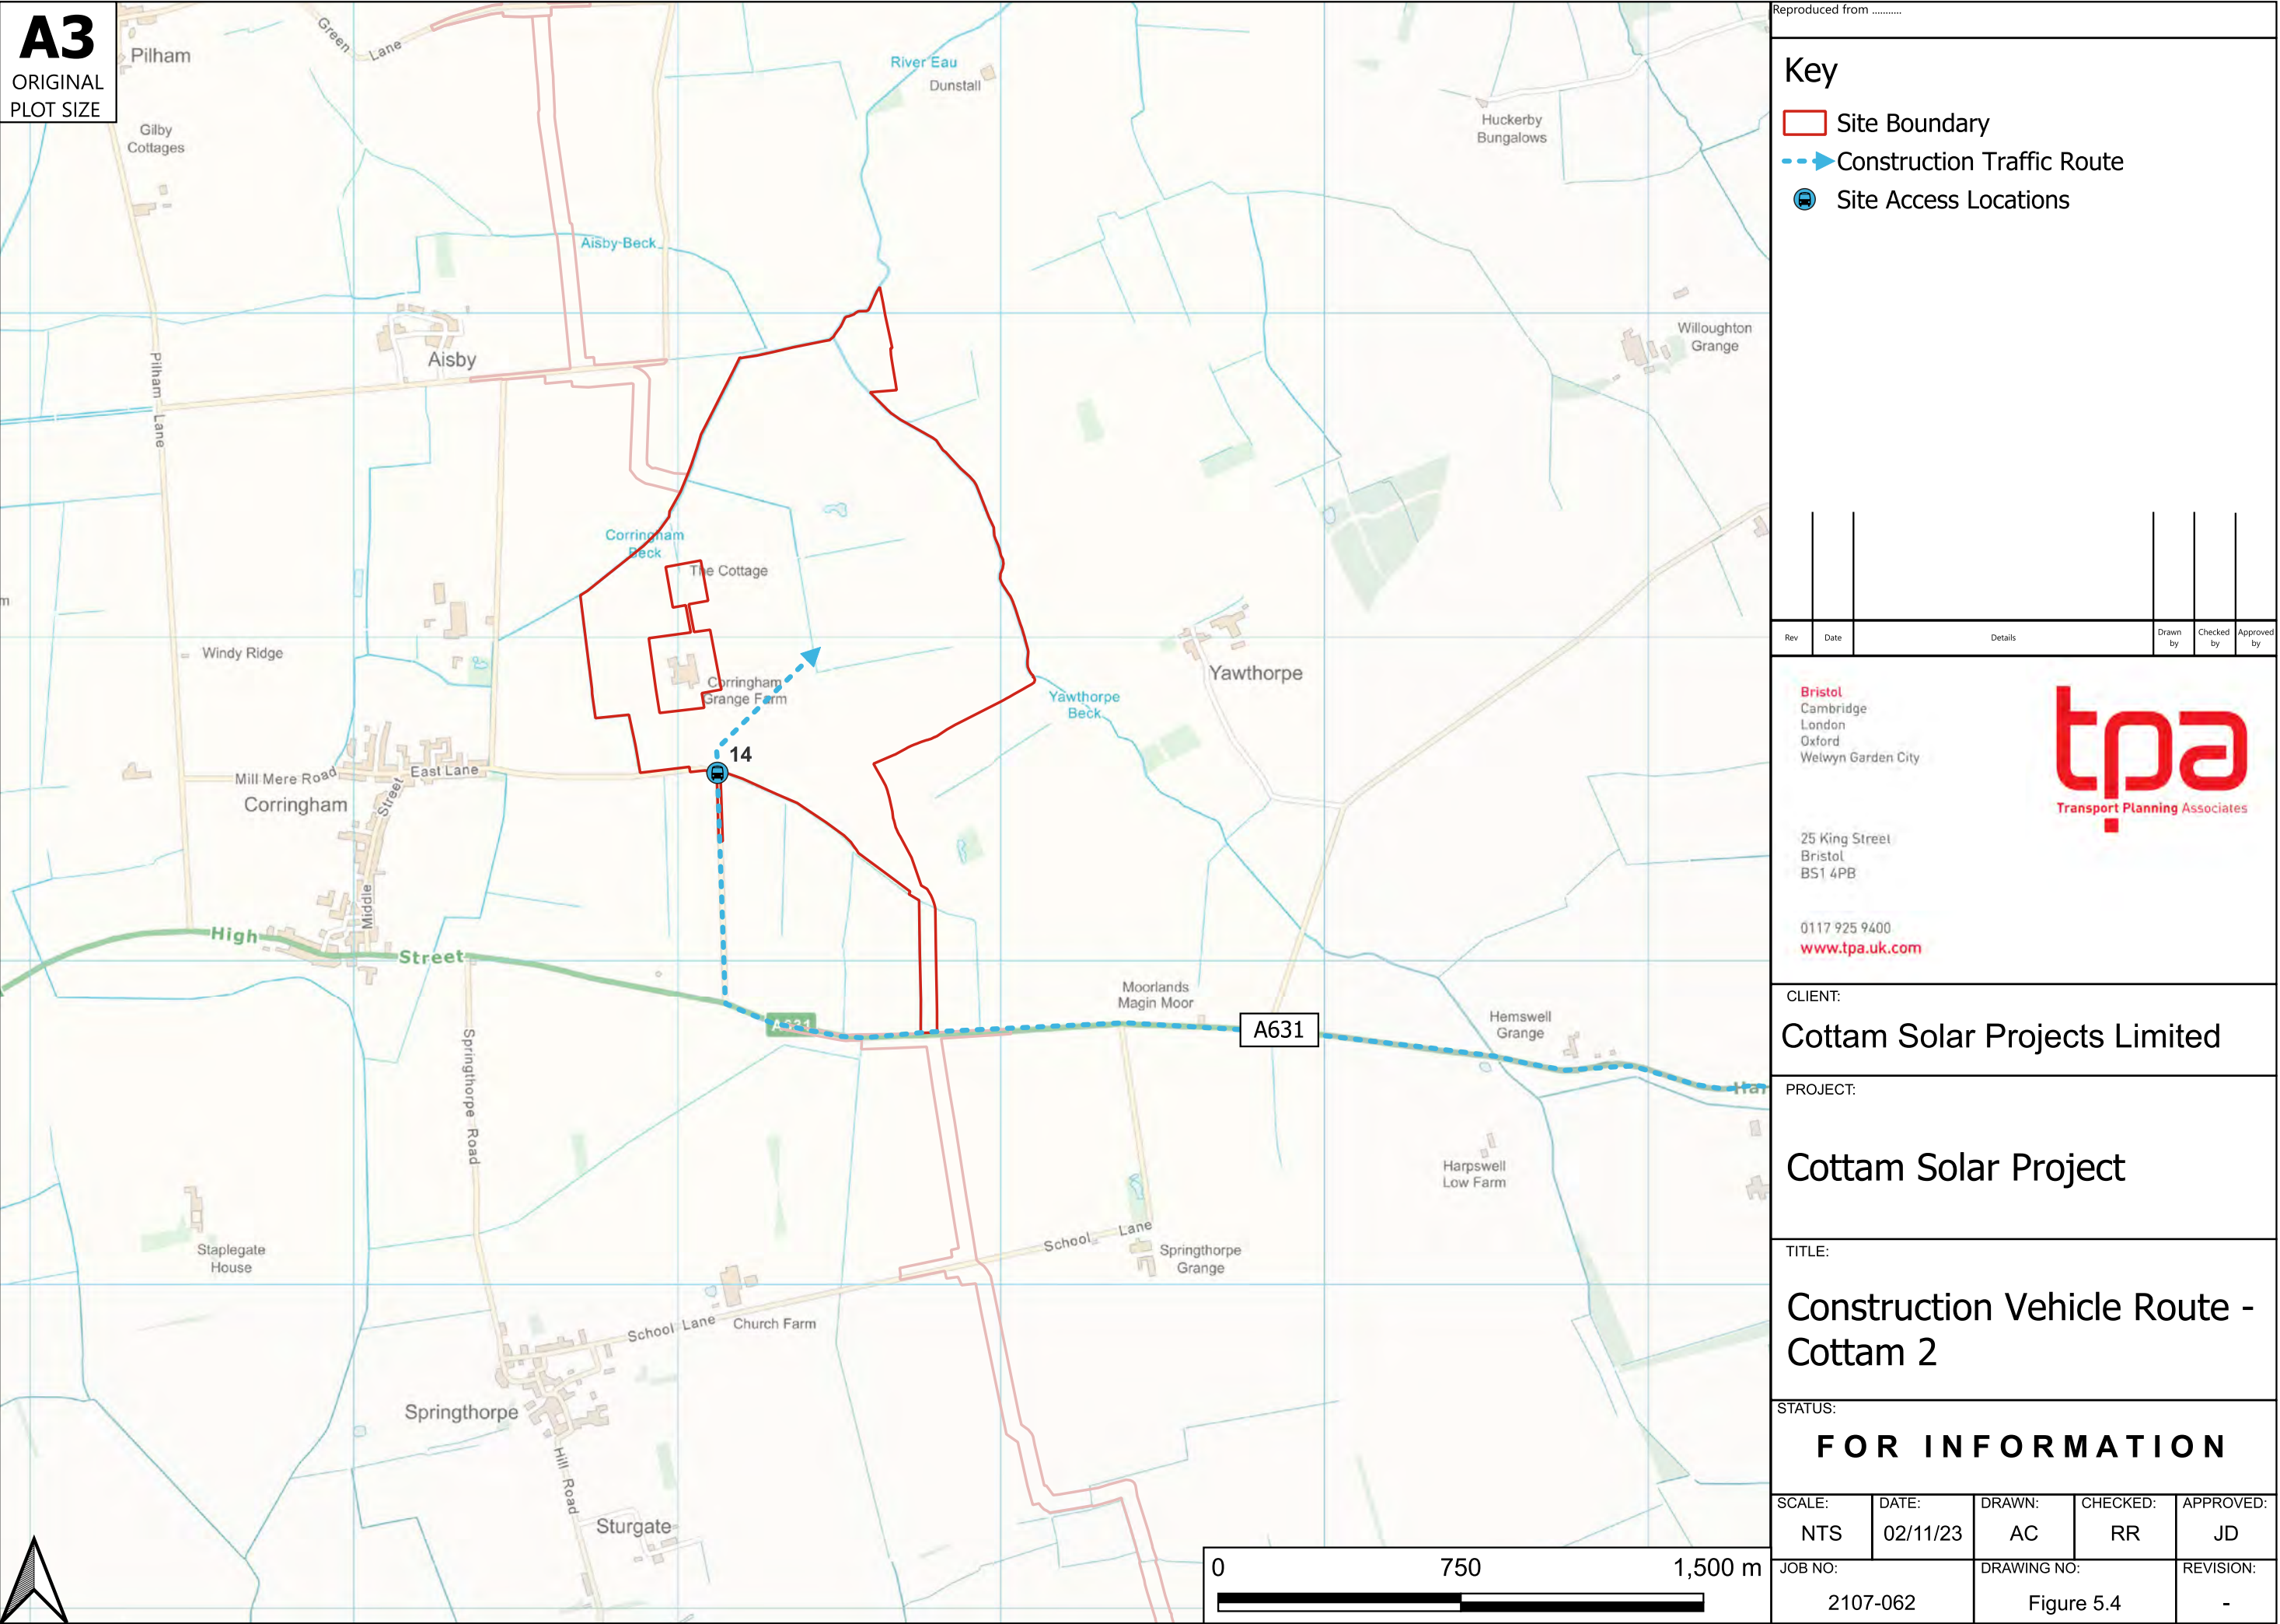 A3
ORIGINAL
PLOT SIZE
Pilham
Green Lane
River Eau
Dunstall
Gilby
Cottages
Huckerby
Bungalows
Aisby Beck
Willoughton
Grange
Aisby
Pilham Lane
Corringham
Beck
The Cottage
Windy Ridge
Corringham
Grange Farm
Yawthorpe
Yawthorpe
Beck
14
Mill Mere Road
East Lane
Corringham
Middle Street
High Street
A631
Moorlands
Magin Moor
A631
Hemswell
Grange
Har
Springthorpe Road
Harpswell
Low Farm
Staplegate
House
School Lane
Springthorpe
Grange
School Lane
Church Farm
Springthorpe
Hill Road
Sturgate
0 750 1,500 m
Reproduced from ...........
Key
Site Boundary
Construction Traffic Route
Site Access Locations
Rev Date Details Drawn by Checked by Approved by
Bristol
Cambridge
London
Oxford
Welwyn Garden City
tpa
Transport Planning Associates
25 King Street
Bristol
BS1 4PB
0117 925 9400
www.tpa.uk.com
CLIENT:
Cottam Solar Projects Limited
PROJECT:
Cottam Solar Project
TITLE:
Construction Vehicle Route -
Cottam 2
STATUS:
FOR INFORMATION
SCALE: DATE: DRAWN: CHECKED: APPROVED:
NTS 02/11/23 AC RR JD
JOB NO: DRAWING NO: REVISION:
2107-062 Figure 5.4 -